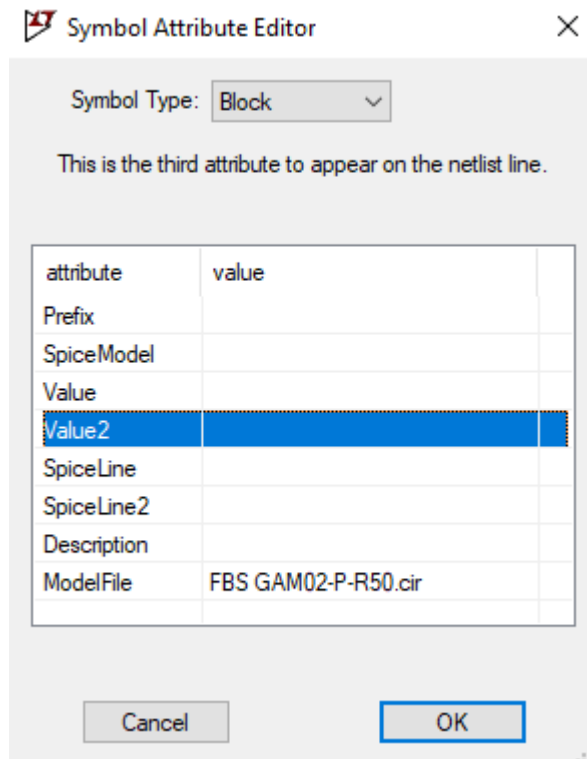 Symbol Attribute Editor
Symbol Type: Block
This is the third attribute to appear on the netlist line.
attribute value
Prefix
SpiceModel
Value
Value2
SpiceLine
SpiceLine2
Description
ModelFile FBS GAM02-P-R50.cir
Cancel OK